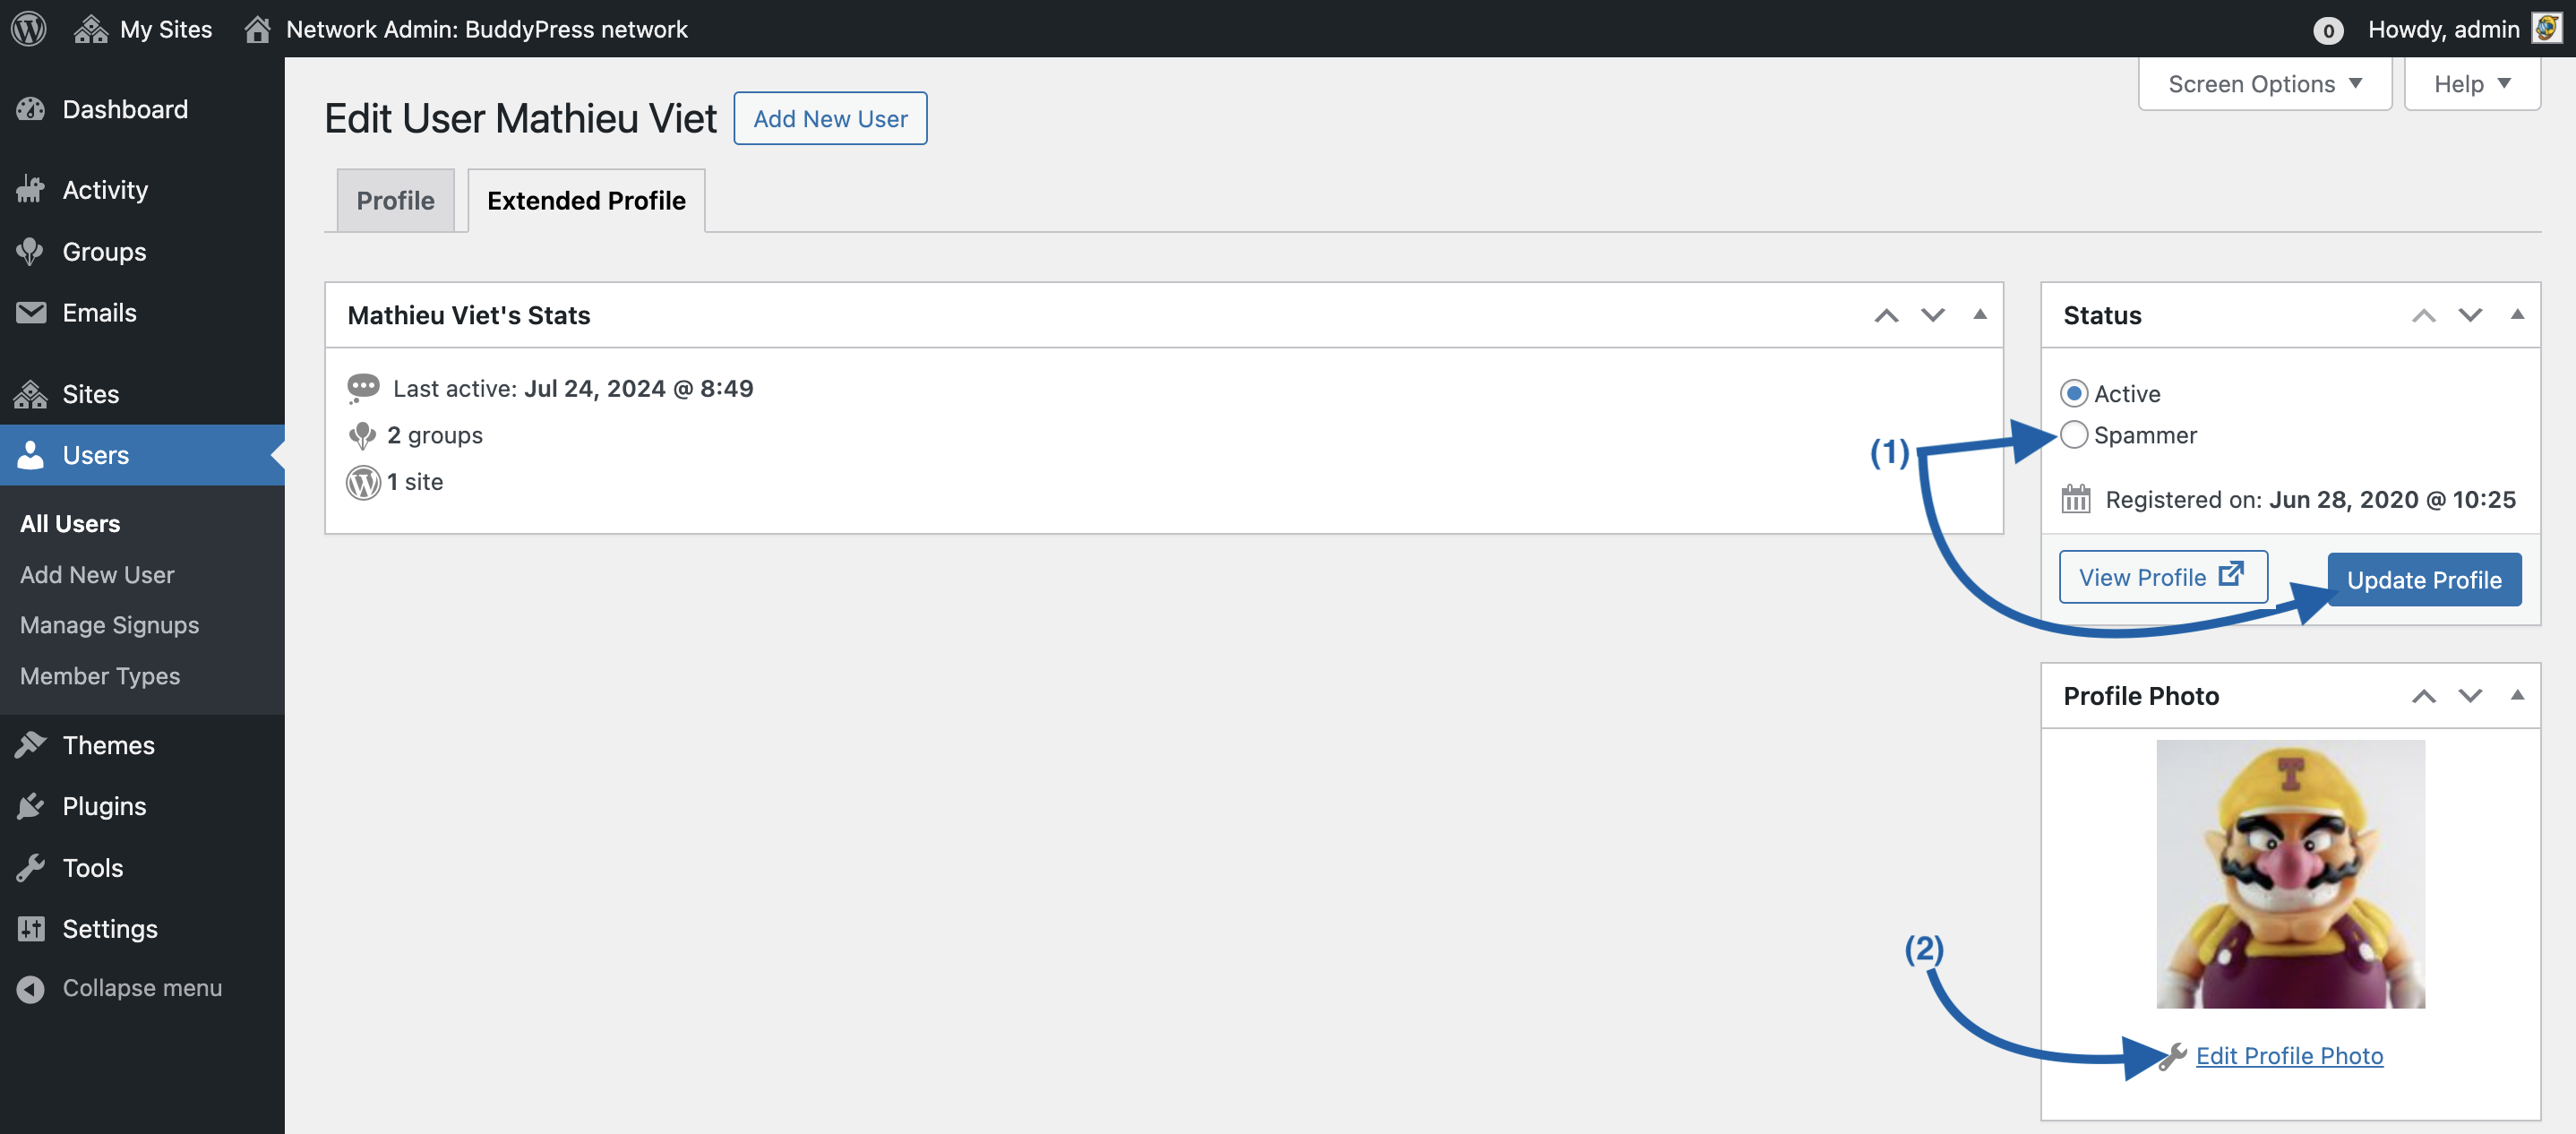 My Sites
Network Admin: BuddyPress network
0
Howdy, admin
Screen Options
Help
Dashboard
Activity
Groups
Emails
Sites
Users
All Users
Add New User
Manage Signups
Member Types
Themes
Plugins
Tools
Settings
Collapse menu
Edit User Mathieu Viet
Add New User
Profile
Extended Profile
Mathieu Viet's Stats
Last active: Jul 24, 2024 @ 8:49
2 groups
1 site
Status
Active
Spammer
(1)
Registered on: Jun 28, 2020 @ 10:25
View Profile
Update Profile
Profile Photo
T
(2)
Edit Profile Photo